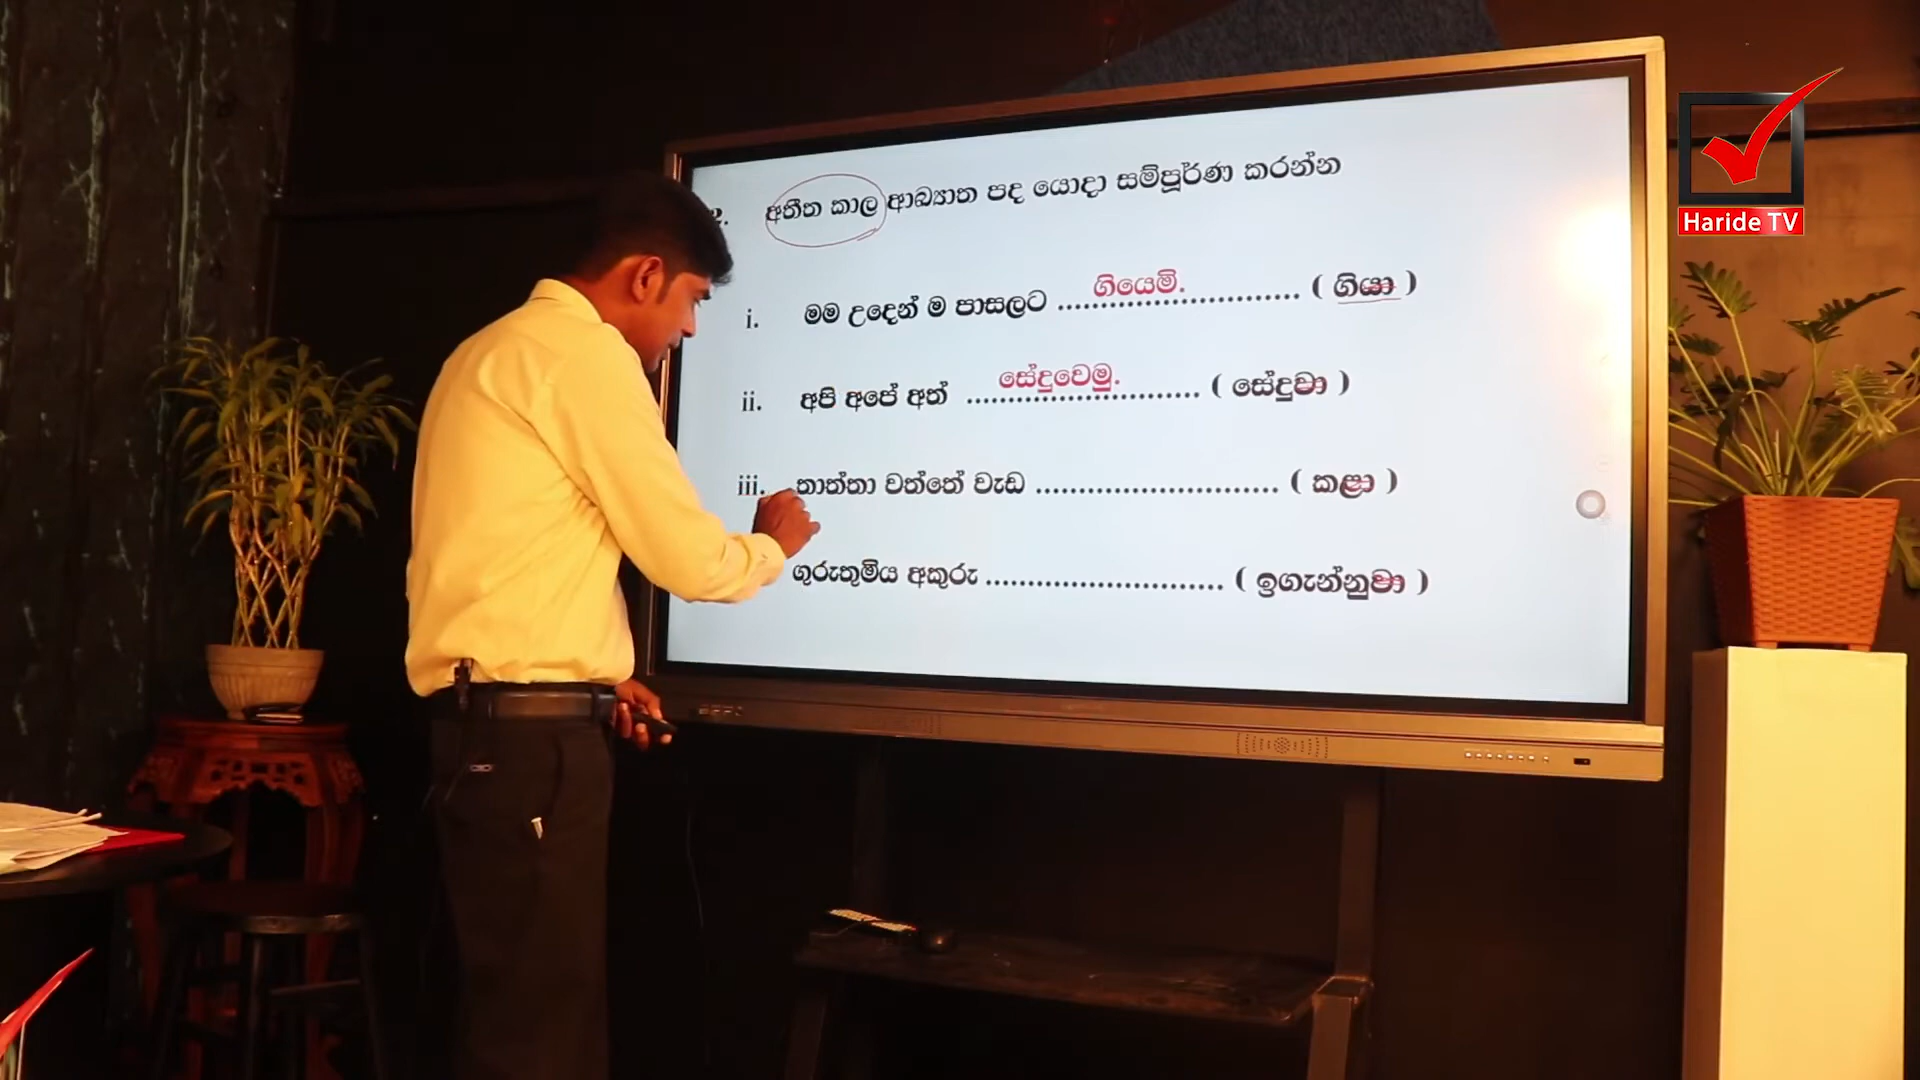 Haride TV
2. අතීත කාල ආඛ්‍යාත පද යොදා සම්පූර්ණ කරන්න
i. මම උදෙන් ම පාසලට ගියෙමි. ............................ ( ගියා )
ii. අපි අපේ අත් සේදුවෙමු. ............................ ( සේදුවා )
iii. තාත්තා වත්තේ වැඩ ............................ ( කළා )
ගුරුතුමිය අකුරු ............................ ( ඉගැන්නුවා )